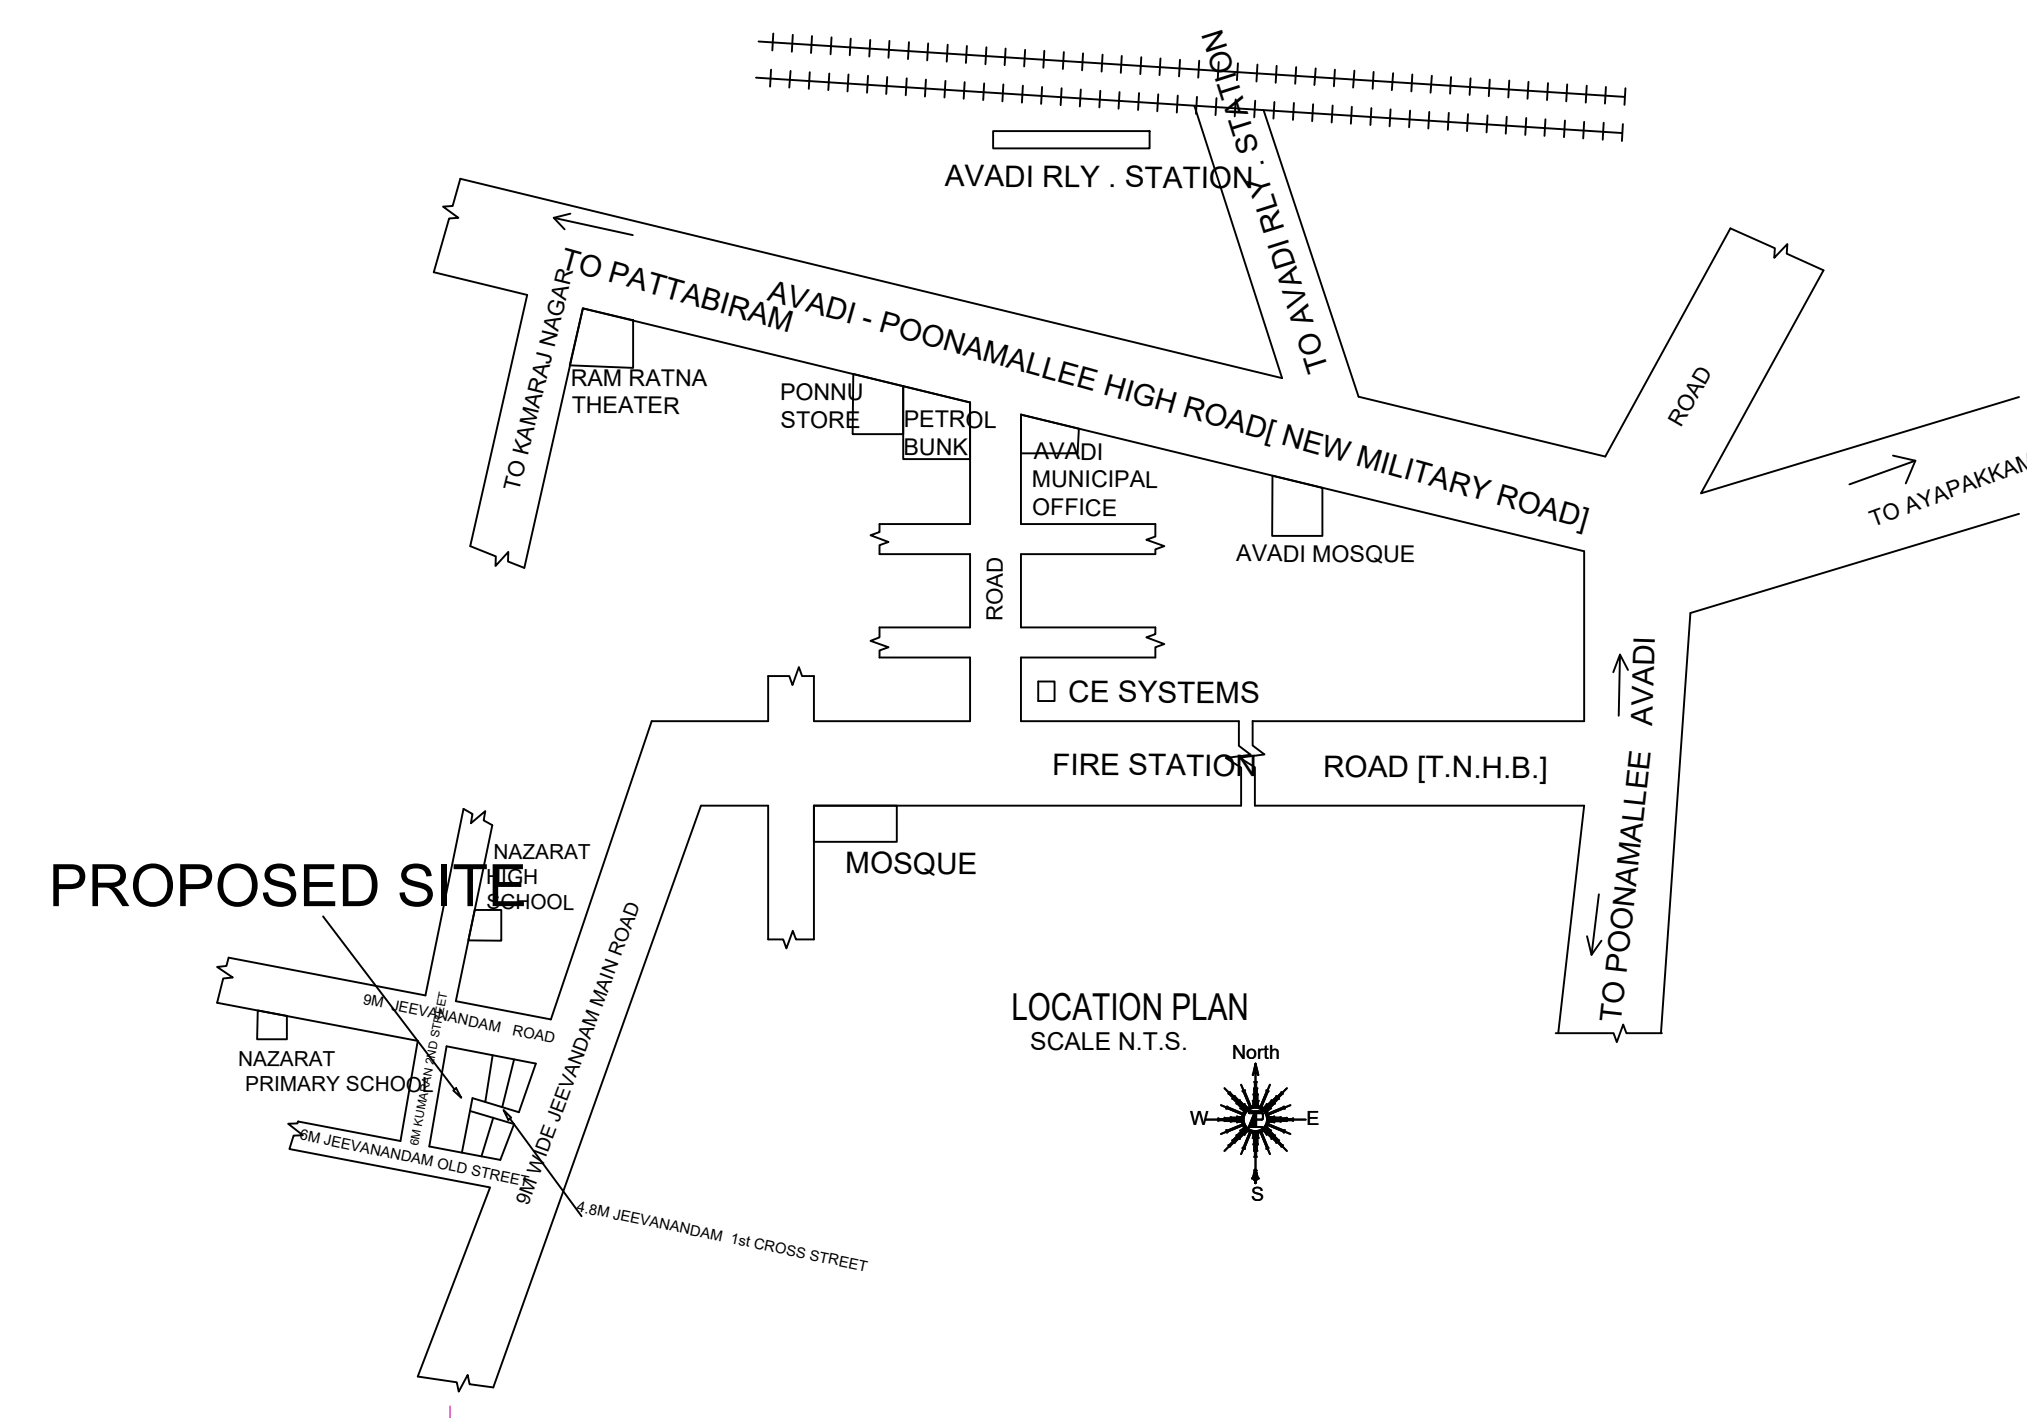 AVADI RLY . STATION
TO AVADI RLY . STATION
TO PATTABIRAM
AVADI - POONAMALLEE HIGH ROAD[ NEW MILITARY ROAD]
TO KAMARAJ NAGAR
RAM RATNA
THEATER
PONNU
STORE
PETROL
BUNK
AVADI
MUNICIPAL
OFFICE
AVADI MOSQUE
ROAD
TO AYAPAKKAM
ROAD
CE SYSTEMS
FIRE STATION
ROAD [T.N.H.B.]
TO POONAMALLEE AVADI
MOSQUE
NAZARAT
HIGH
SCHOOL
PROPOSED SITE
9M JEEVANANDAM ROAD
6M KUMARAN 2ND STREET
9M WIDE JEEVANDAM MAIN ROAD
NAZARAT
PRIMARY SCHOOL
6M JEEVANANDAM OLD STREET
4.8M JEEVANANDAM 1st CROSS STREET
LOCATION PLAN
SCALE N.T.S.
North
W
E
S